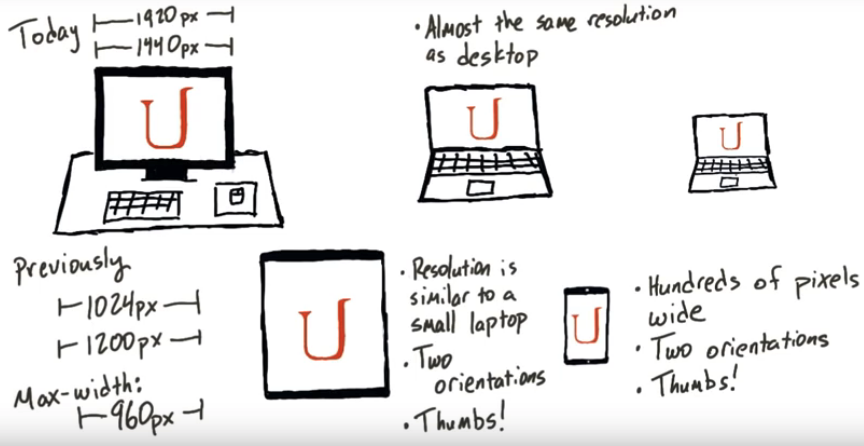 Today
1920px
1440px
U
• Almost the same resolution
as desktop
U
U
Previously
1024px
1200px
Max-width:
960px
U
• Resolution is
similar to a
small laptop
• Two
orientations
• Thumbs!
U
• Hundreds of pixels
wide
• Two orientations
• Thumbs!